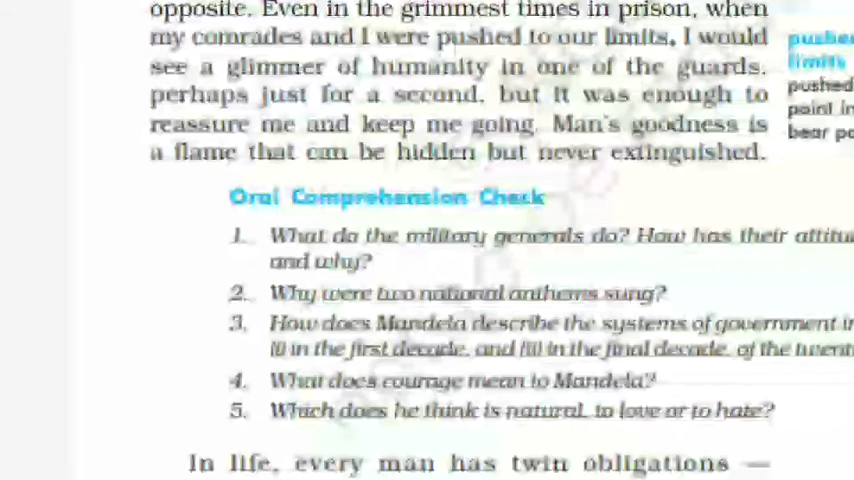 opposite. Even in the grimmest times in prison, when
my comrades and I were pushed to our limits, I would
see a glimmer of humanity in one of the guards,
perhaps just for a second, but it was enough to
reassure me and keep me going. Man's goodness is
a flame that can be hidden but never extinguished.
pushed
limits
pushed
point in
bear pa
Oral Comprehension Check
1. What do the military generals do? How has their attitu
and why?
2. Why were two national anthems sung?
3. How does Mandela describe the systems of government in
(i) in the first decade, and (ii) in the final decade, of the twent
4. What does courage mean to Mandela?
5. Which does he think is natural, to love or to hate?
In life, every man has twin obligations —